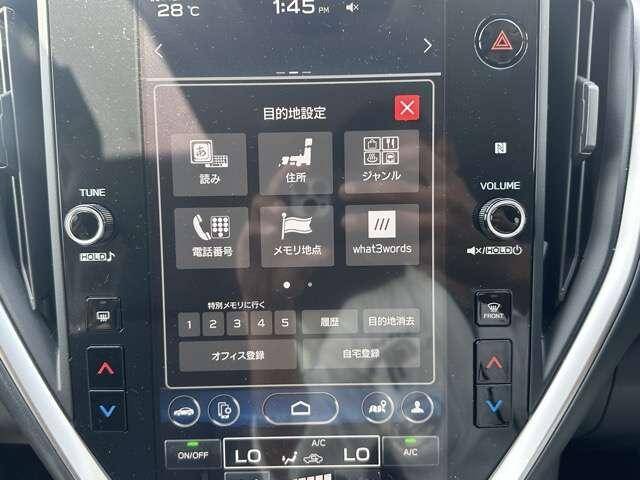 28℃ 1:45 PM
目的地設定
あ
読み 住所 ジャンル
電話番号 メモリ地点 what3words
特別メモリに行く
1 2 3 4 5 履歴 目的地消去
オフィス登録 自宅登録
TUNE
HOLD
VOLUME
HOLD
FRONT
ON/OFF
A/C
LO LO
A/C